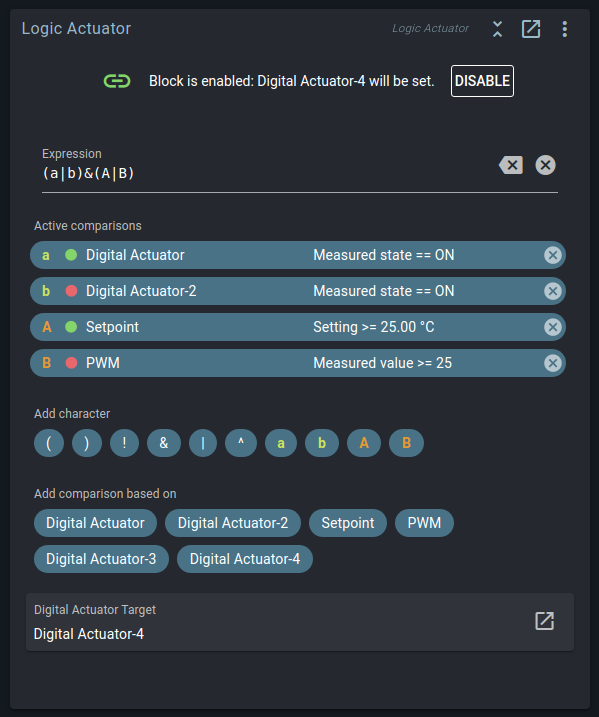 Logic Actuator Logic Actuator
Block is enabled: Digital Actuator-4 will be set. DISABLE
Expression
(a|b)&(A|B)
Active comparisons
a Digital Actuator Measured state == ON
b Digital Actuator-2 Measured state == ON
A Setpoint Setting >= 25.00 °C
B PWM Measured value >= 25
Add character
( ) ! & | ^ a b A B
Add comparison based on
Digital Actuator Digital Actuator-2 Setpoint PWM
Digital Actuator-3 Digital Actuator-4
Digital Actuator Target
Digital Actuator-4